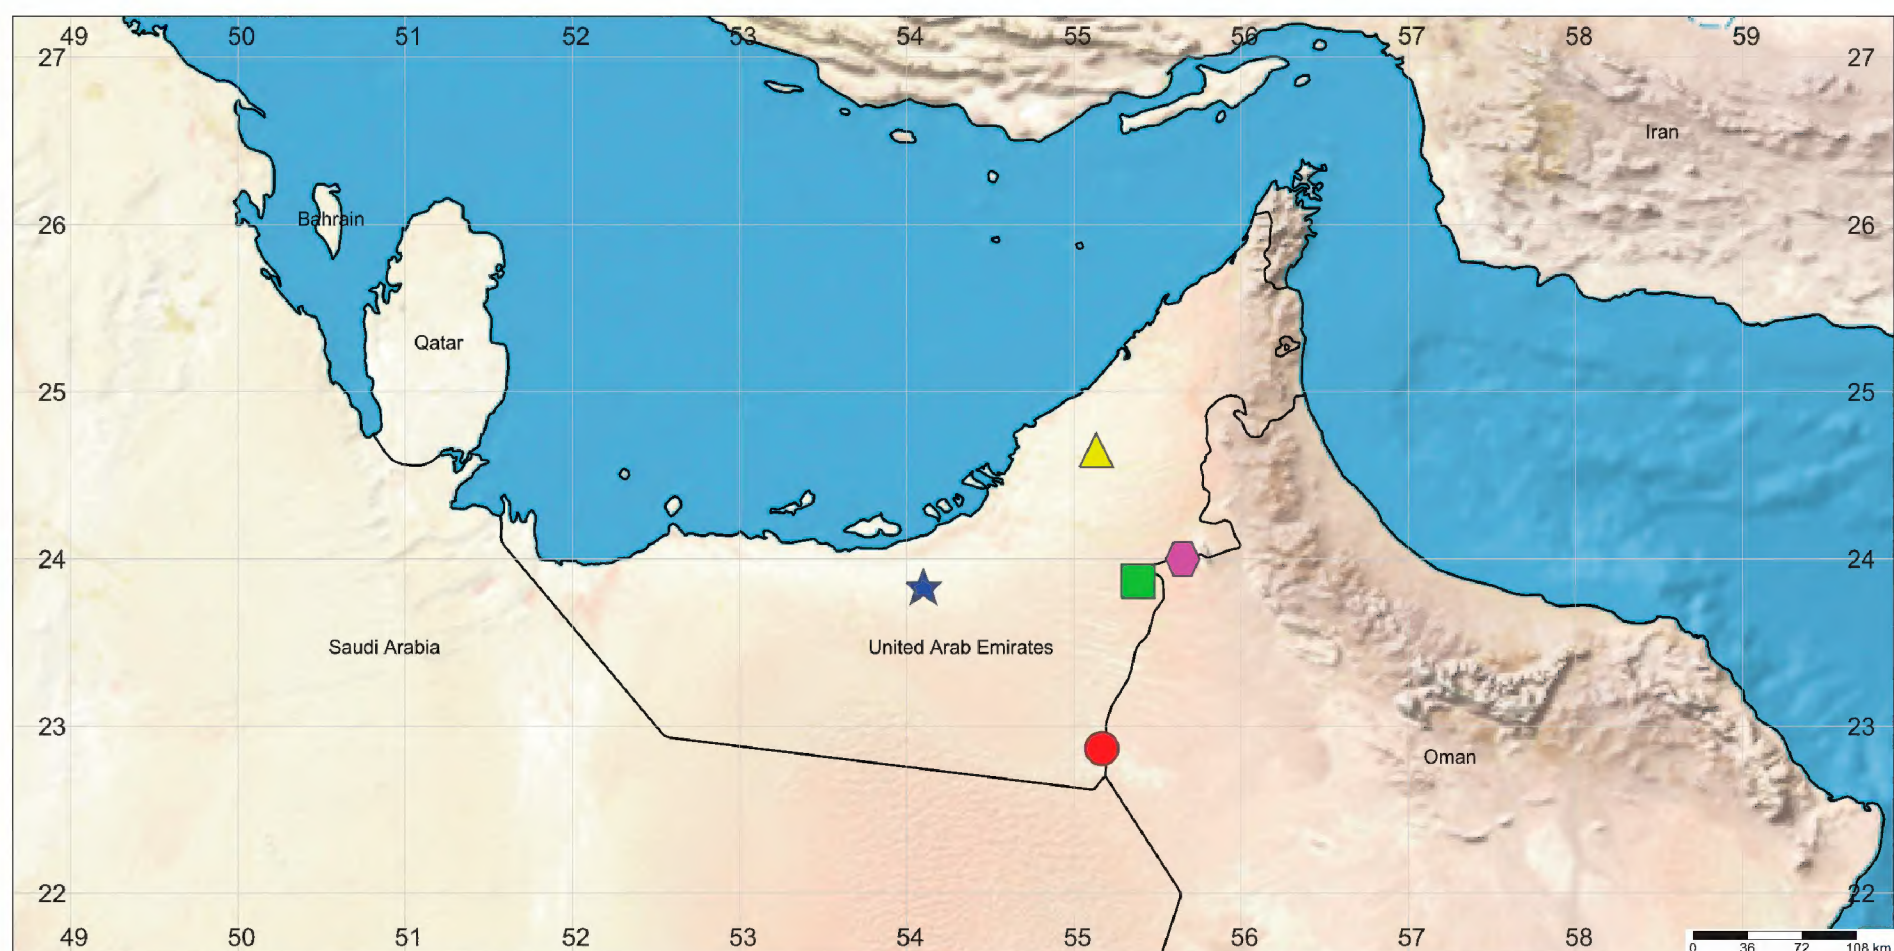 49 50 51 52 53 54 55 56 57 58 59
27 27
Iran
Bahrain
26 26
Qatar
25 25
24 24
Saudi Arabia
United Arab Emirates
23 23
Oman
22 22
49 50 51 52 53 54 55 56 57 58
0 36 72 108 km